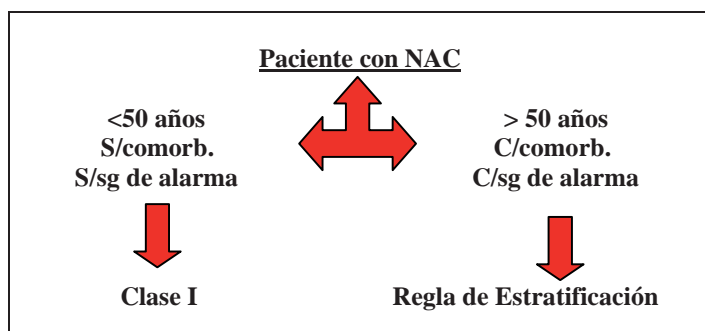 Paciente con NAC
<50 años
S/comorb.
S/sg de alarma
> 50 años
C/comorb.
C/sg de alarma
Clase I
Regla de Estratificación